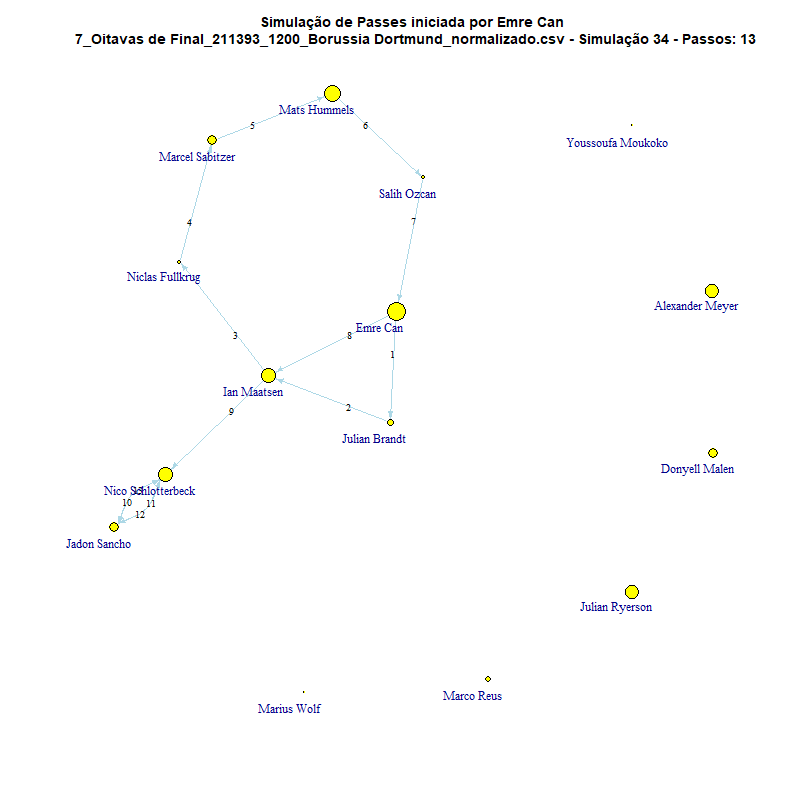 Simulação de Passes iniciada por Emre Can
7_Oitavas de Final_211393_1200_Borussia Dortmund_normalizado.csv - Simulação 34 - Passos: 13
Mats Hummels
5
6
Youssoufa Moukoko
Marcel Sabitzer
Salih Ozcan
4
7
Niclas Fullkrug
Alexander Meyer
Emre Can
3
8
1
Ian Maatsen
2
9
Julian Brandt
Donyell Malen
Nico Schlotterbeck
13
10
11
12
Jadon Sancho
Julian Ryerson
Marco Reus
Marius Wolf